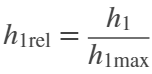 h₁rel = h₁ / h₁max